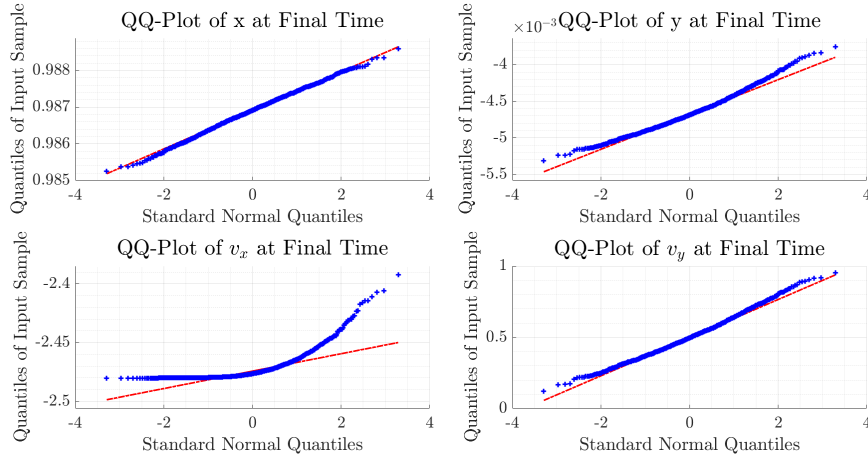 QQ-Plot of x at Final Time
Quantiles of Input Sample
0.988
0.987
0.986
0.985
-4
-2
0
2
4
Standard Normal Quantiles
×10⁻³
QQ-Plot of y at Final Time
Quantiles of Input Sample
-4
-4.5
-5
-5.5
-4
-2
0
2
4
Standard Normal Quantiles
QQ-Plot of vₓ at Final Time
Quantiles of Input Sample
-2.4
-2.45
-2.5
-4
-2
0
2
4
Standard Normal Quantiles
QQ-Plot of v_y at Final Time
Quantiles of Input Sample
1
0.5
0
-4
-2
0
2
4
Standard Normal Quantiles